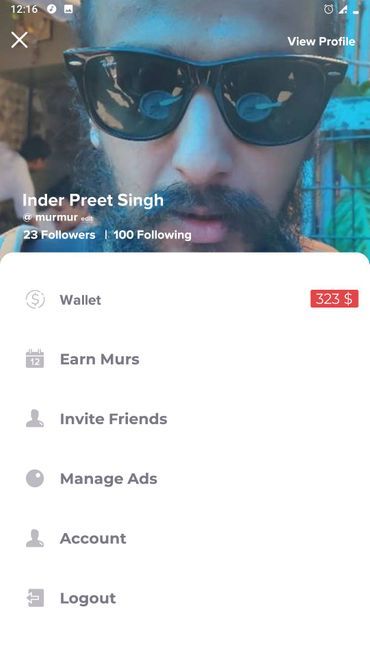 12:16
View Profile
Inder Preet Singh
@ murmur edit
23 Followers | 100 Following
Wallet
323 $
12
Earn Murs
Invite Friends
Manage Ads
Account
Logout